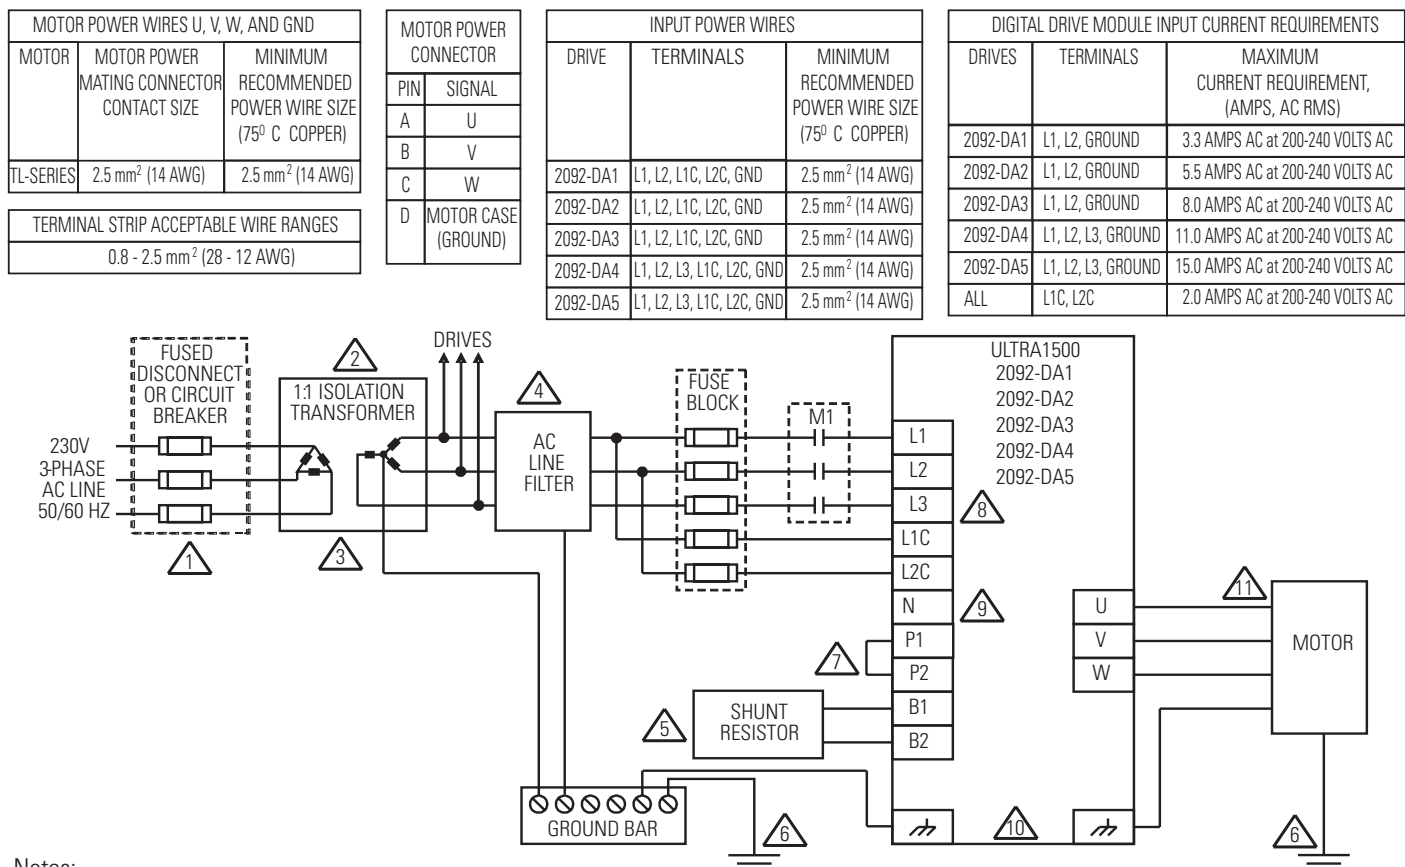 MOTOR POWER WIRES U, V, W, AND GND
MOTOR
MOTOR POWER
MATING CONNECTOR
CONTACT SIZE
MINIMUM
RECOMMENDED
POWER WIRE SIZE
(75⁰ C COPPER)
TL-SERIES
2.5 mm² (14 AWG)
2.5 mm² (14 AWG)
TERMINAL STRIP ACCEPTABLE WIRE RANGES
0.8 - 2.5 mm² (28 - 12 AWG)
MOTOR POWER
CONNECTOR
PIN SIGNAL
A U
B V
C W
D MOTOR CASE
(GROUND)
INPUT POWER WIRES
DRIVE
TERMINALS
MINIMUM
RECOMMENDED
POWER WIRE SIZE
(75⁰ C COPPER)
2092-DA1 L1, L2, L1C, L2C, GND 2.5 mm² (14 AWG)
2092-DA2 L1, L2, L1C, L2C, GND 2.5 mm² (14 AWG)
2092-DA3 L1, L2, L1C, L2C, GND 2.5 mm² (14 AWG)
2092-DA4 L1, L2, L3, L1C, L2C, GND 2.5 mm² (14 AWG)
2092-DA5 L1, L2, L3, L1C, L2C, GND 2.5 mm² (14 AWG)
DIGITAL DRIVE MODULE INPUT CURRENT REQUIREMENTS
DRIVES
TERMINALS
MAXIMUM
CURRENT REQUIREMENT,
(AMPS, AC RMS)
2092-DA1 L1, L2, GROUND 3.3 AMPS AC at 200-240 VOLTS AC
2092-DA2 L1, L2, GROUND 5.5 AMPS AC at 200-240 VOLTS AC
2092-DA3 L1, L2, GROUND 8.0 AMPS AC at 200-240 VOLTS AC
2092-DA4 L1, L2, L3, GROUND 11.0 AMPS AC at 200-240 VOLTS AC
2092-DA5 L1, L2, L3, GROUND 15.0 AMPS AC at 200-240 VOLTS AC
ALL L1C, L2C 2.0 AMPS AC at 200-240 VOLTS AC
FUSED
DISCONNECT
OR CIRCUIT
BREAKER
230V
3-PHASE
AC LINE
50/60 HZ
1
2
1:1 ISOLATION
TRANSFORMER
3
DRIVES
4
AC
LINE
FILTER
FUSE
BLOCK
M1
ULTRA1500
2092-DA1
2092-DA2
2092-DA3
2092-DA4
2092-DA5
L1
L2
L3
8
L1C
L2C
N
9
P1
P2
7
B1
B2
5
SHUNT
RESISTOR
U
V
W
11
MOTOR
GROUND BAR
6
10
6
Notes: